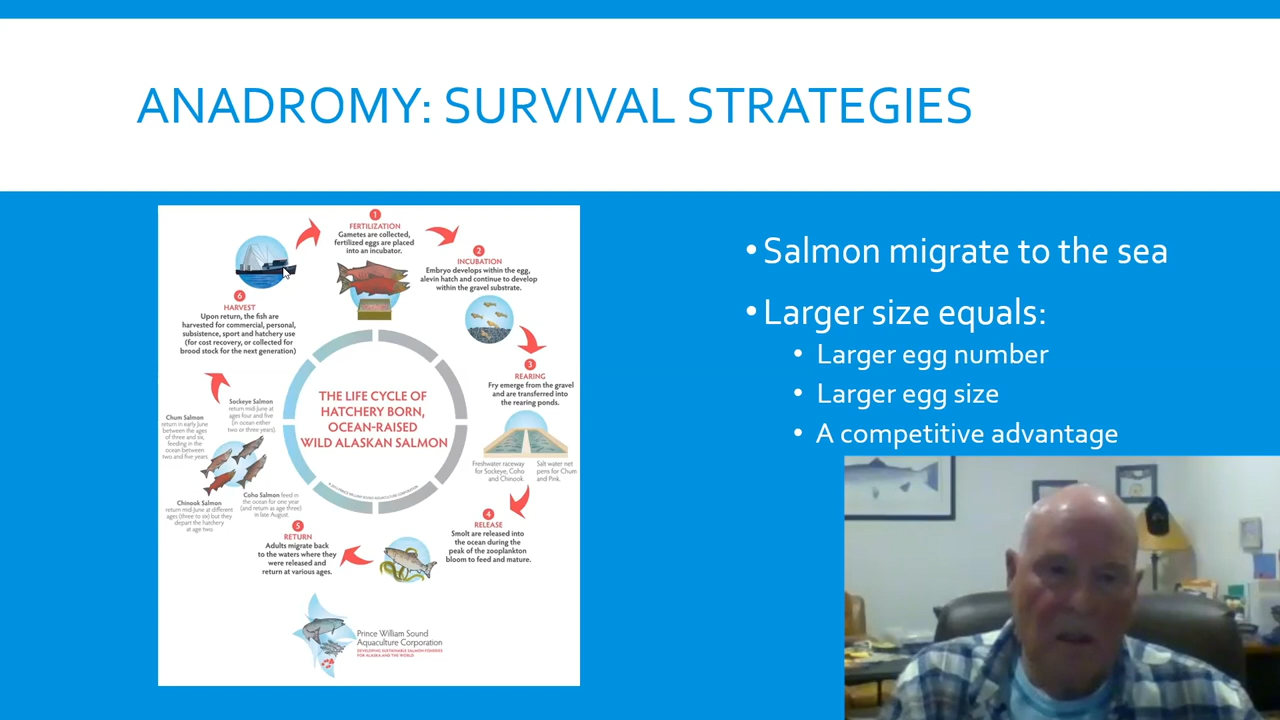 ANADROMY: SURVIVAL STRATEGIES
1
FERTILIZATION
Gametes are collected,
fertilized eggs are placed
into an incubator.
2
INCUBATION
Embryo develops within the egg,
alevin hatch and continue to develop
within the gravel substrate.
3
REARING
Fry emerge from the gravel
and are transferred into
the rearing ponds.
Freshwater raceway
for Sockeye, Coho
and Chinook.
Salt water net
pens for Chum
and Pink.
4
RELEASE
Smolt are released into
the ocean during the
peak of the zooplankton
bloom to feed and mature.
5
RETURN
Adults migrate back
to the waters where they
were released and
return at various ages.
Sockeye Salmon
return mid-June at
ages four and five
(in ocean either
two or three years).
Chum Salmon
return in early June
between the ages
of three and six,
feeding in the
ocean between
two and five years.
Chinook Salmon
return mid-June at different
ages (three to six) but they
depart the hatchery
at age two.
Coho Salmon feed in
the ocean for one year
(and return as age three)
in late August.
6
HARVEST
Upon return, the fish are
harvested for commercial, personal,
subsistence, sport and hatchery use
(for cost recovery, or collected for
brood stock for the next generation)
THE LIFE CYCLE OF
HATCHERY BORN,
OCEAN-RAISED
WILD ALASKAN SALMON
Prince William Sound
Aquaculture Corporation
DEVELOPING SUSTAINABLE SALMON FISHERIES
FOR ALASKA AND THE WORLD
• Salmon migrate to the sea
• Larger size equals:
• Larger egg number
• Larger egg size
• A competitive advantage